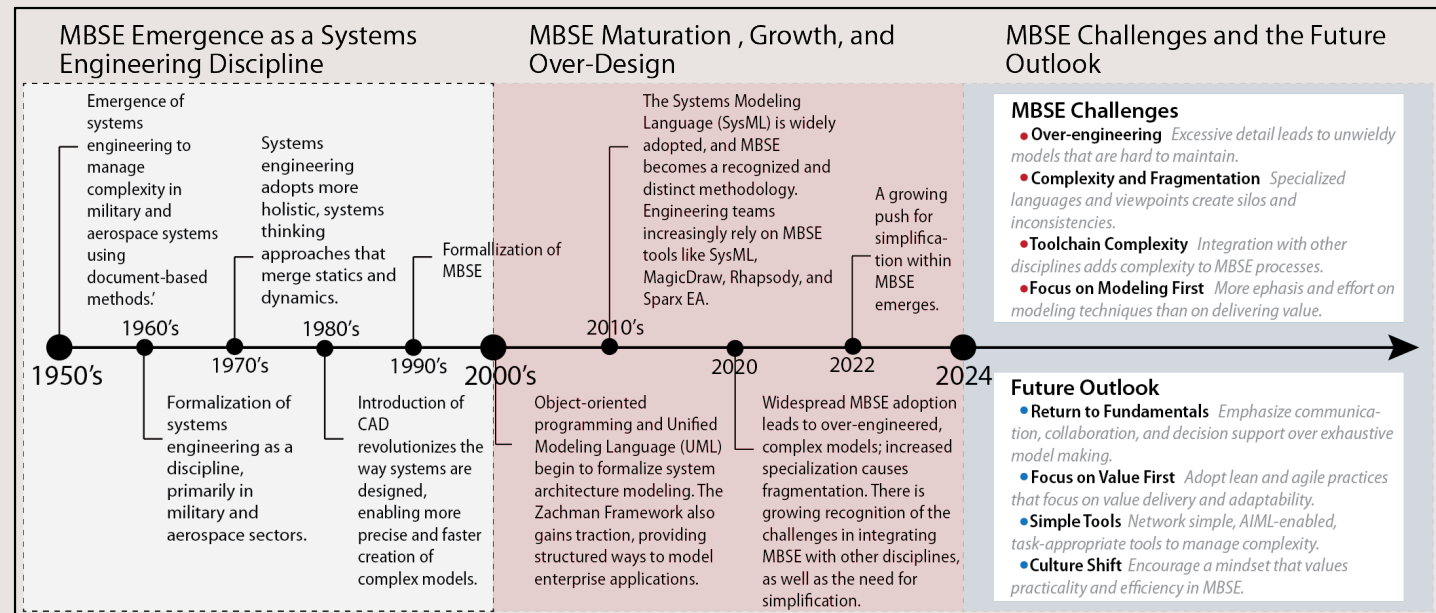 MBSE Emergence as a Systems
Engineering Discipline
MBSE Maturation , Growth, and
Over-Design
MBSE Challenges and the Future
Outlook
Emergence of
systems
engineering to
manage
complexity in
military and
aerospace systems
using
document-based
methods.'
Systems
engineering
adopts more
holistic, systems
thinking
approaches that
merge statics and
dynamics.
Formallization of
MBSE
The Systems Modeling
Language (SysML) is widely
adopted, and MBSE
becomes a recognized and
distinct methodology.
Engineering teams
increasingly rely on MBSE
tools like SysML,
MagicDraw, Rhapsody, and
Sparx EA.
A growing
push for
simplifica-
tion within
MBSE
emerges.
1950's
1960's
1970's
1980's
1990's
2000's
2010's
2020
2022
2024
Formalization of
systems
engineering as a
discipline,
primarily in
military and
aerospace sectors.
Introduction of
CAD
revolutionizes the
way systems are
designed,
enabling more
precise and faster
creation of
complex models.
Object-oriented
programming and Unified
Modeling Language (UML)
begin to formalize system
architecture modeling. The
Zachman Framework also
gains traction, providing
structured ways to model
enterprise applications.
Widespread MBSE adoption
leads to over-engineered,
complex models; increased
specialization causes
fragmentation. There is
growing recognition of the
challenges in integrating
MBSE with other disciplines,
as well as the need for
simplification.
MBSE Challenges
•Over-engineering Excessive detail leads to unwieldy
models that are hard to maintain.
•Complexity and Fragmentation Specialized
languages and viewpoints create silos and
inconsistencies.
•Toolchain Complexity Integration with other
disciplines adds complexity to MBSE processes.
•Focus on Modeling First More ephasis and effort on
modeling techniques than on delivering value.
Future Outlook
•Return to Fundamentals Emphasize communica-
tion, collaboration, and decision support over exhaustive
model making.
•Focus on Value First Adopt lean and agile practices
that focus on value delivery and adaptability.
•Simple Tools Network simple, AIML-enabled,
task-appropriate tools to manage complexity.
•Culture Shift Encourage a mindset that values
practicality and efficiency in MBSE.